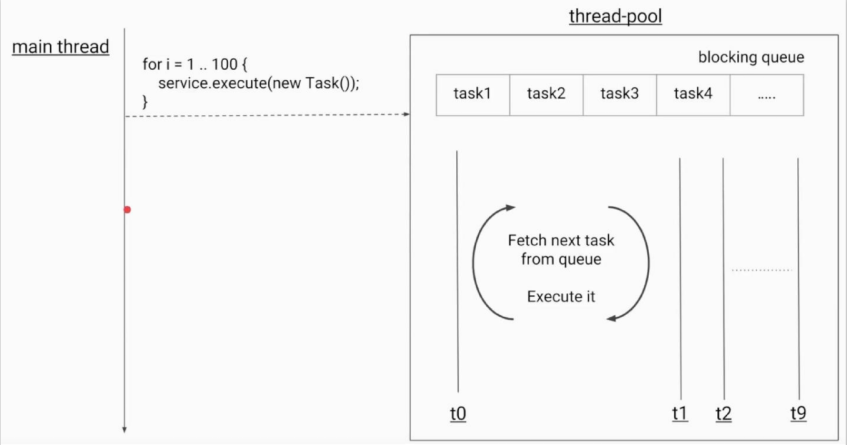 thread-pool
main thread
for i = 1 .. 100 {
service.execute(new Task());
}
blocking queue
task1 task2 task3 task4 .....
Fetch next task
from queue
Execute it
t0 t1 t2 t9